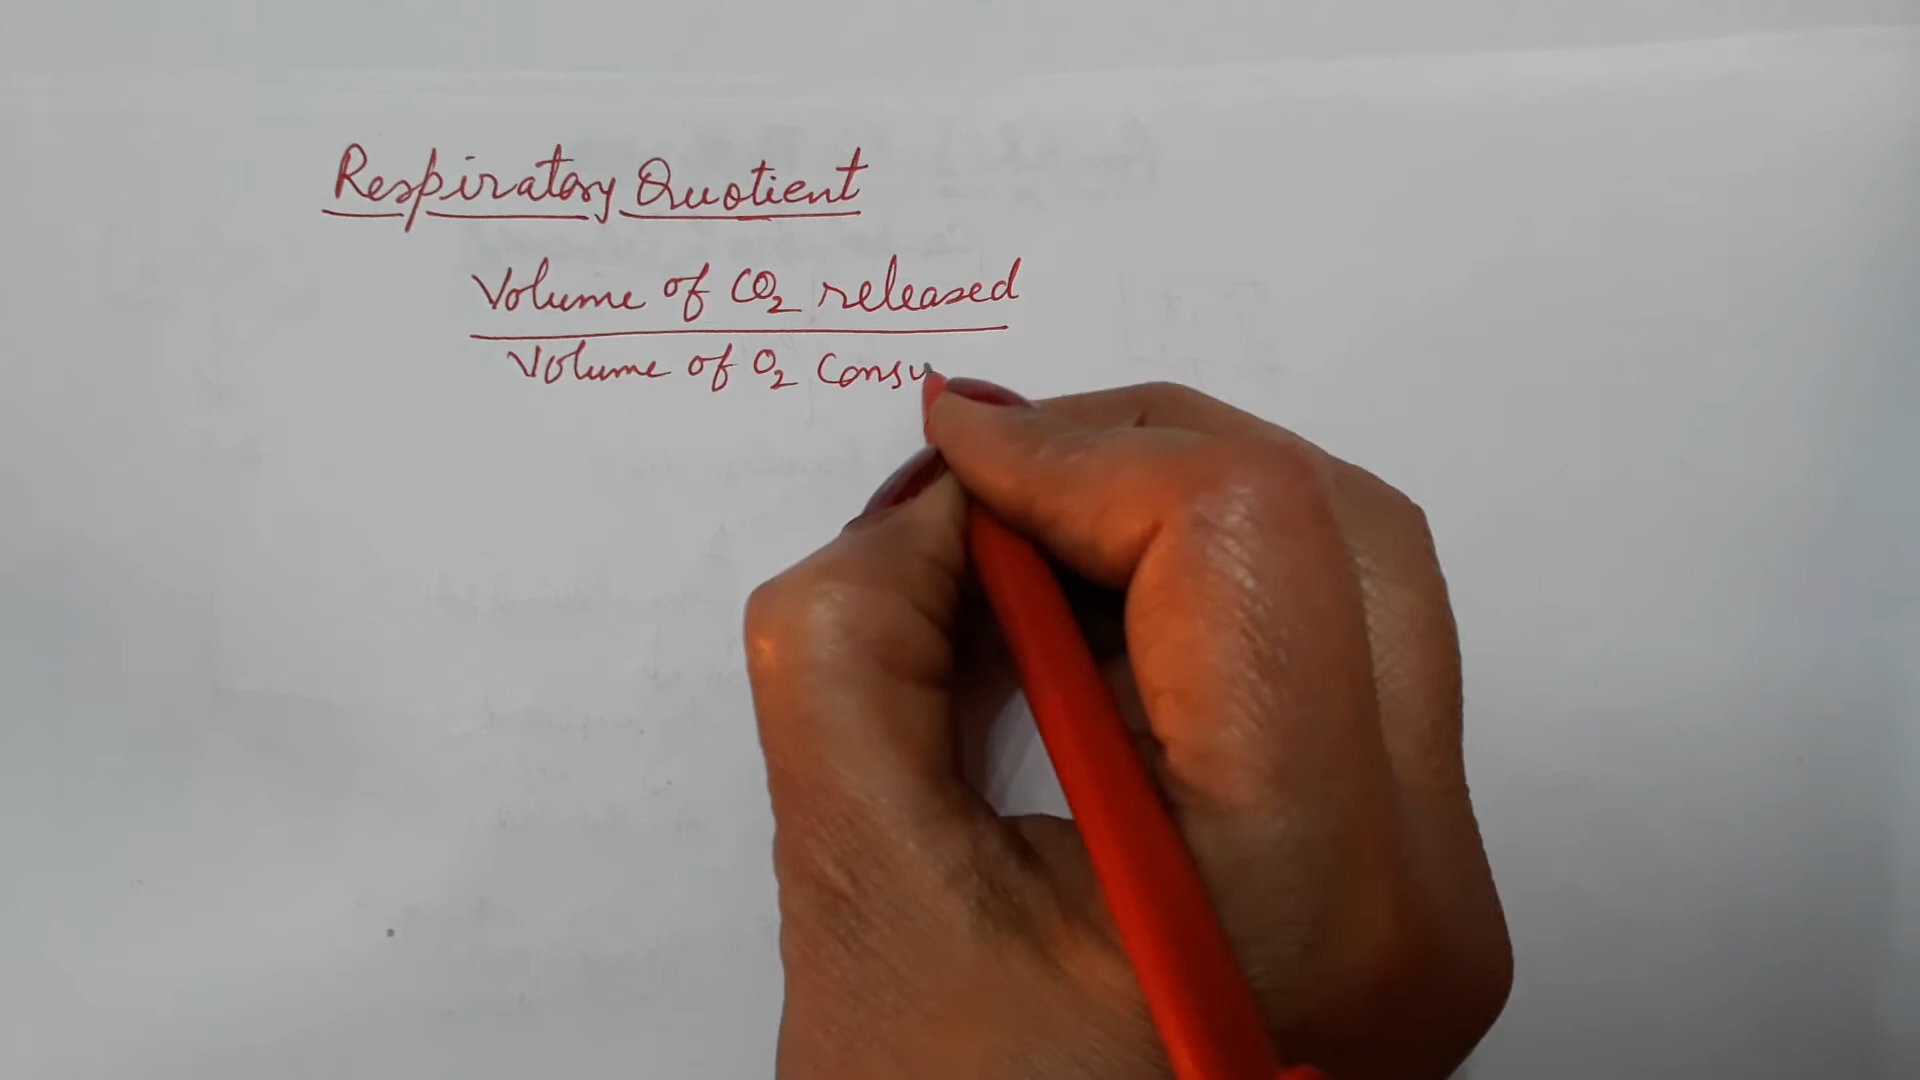 Respiratory Quotient
Volume of CO₂ released
Volume of O₂ Consu